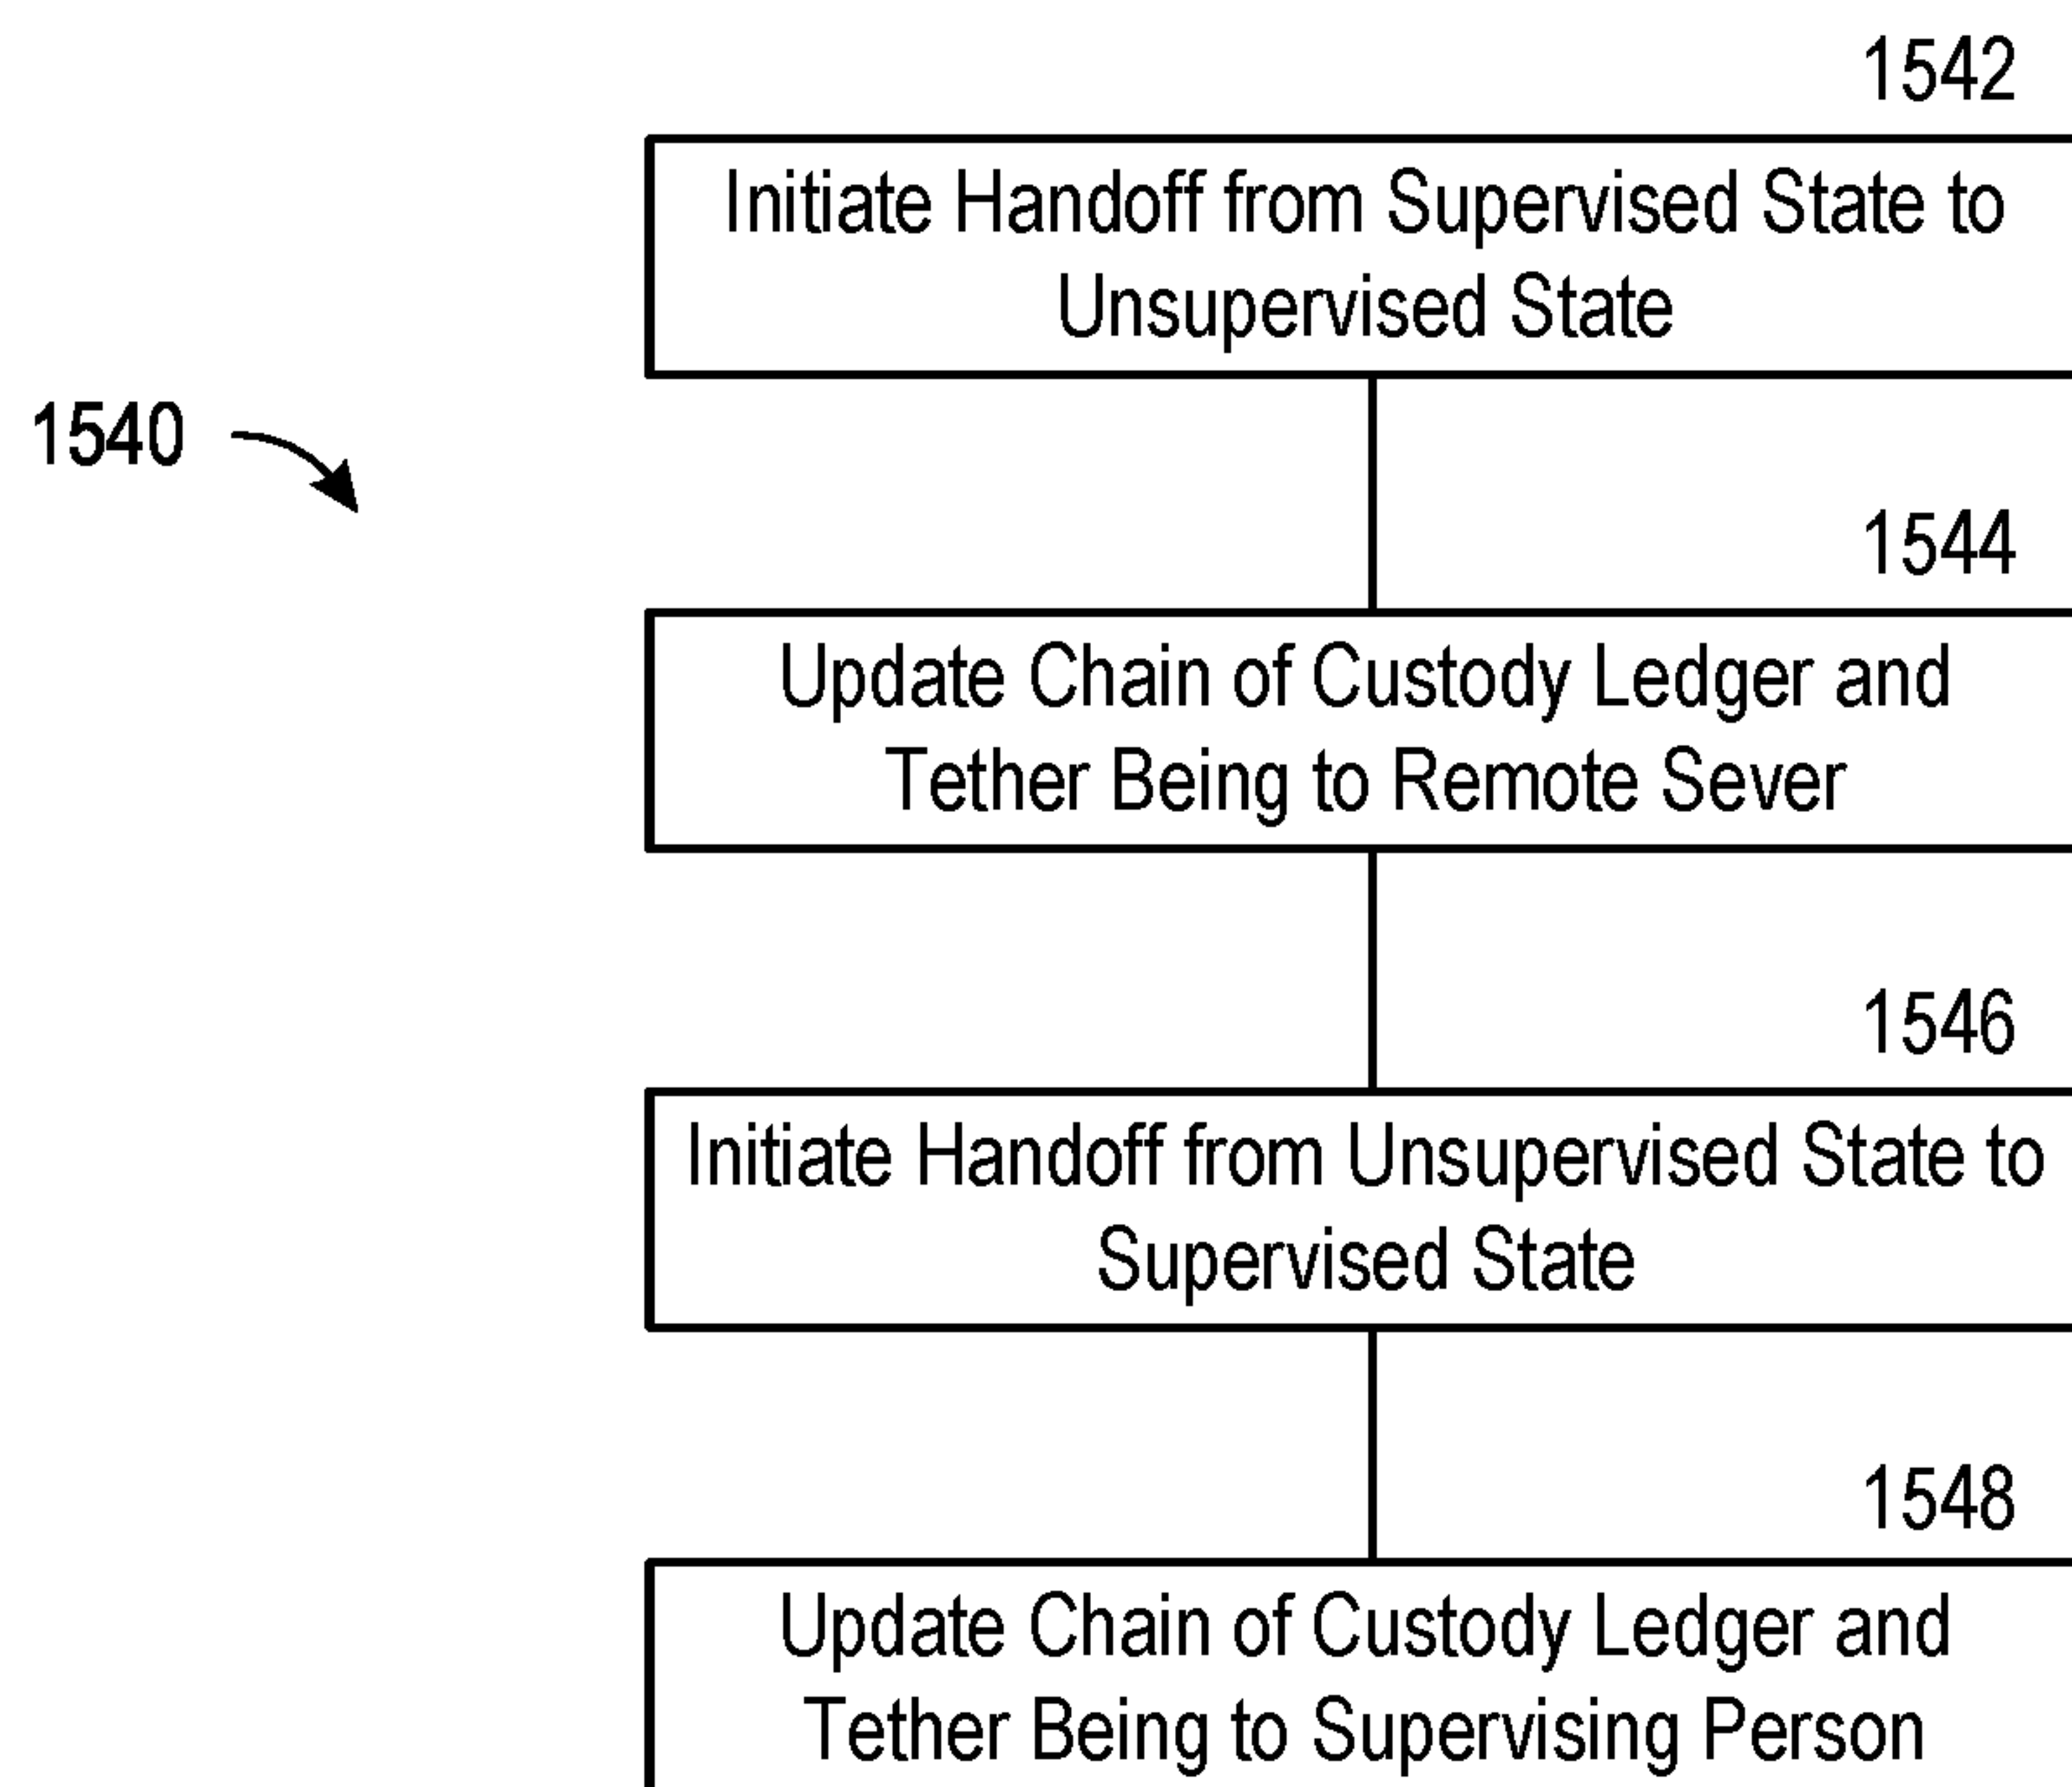 1542
Initiate Handoff from Supervised State to
Unsupervised State
1540
1544
Update Chain of Custody Ledger and
Tether Being to Remote Sever
1546
Initiate Handoff from Unsupervised State to
Supervised State
1548
Update Chain of Custody Ledger and
Tether Being to Supervising Person